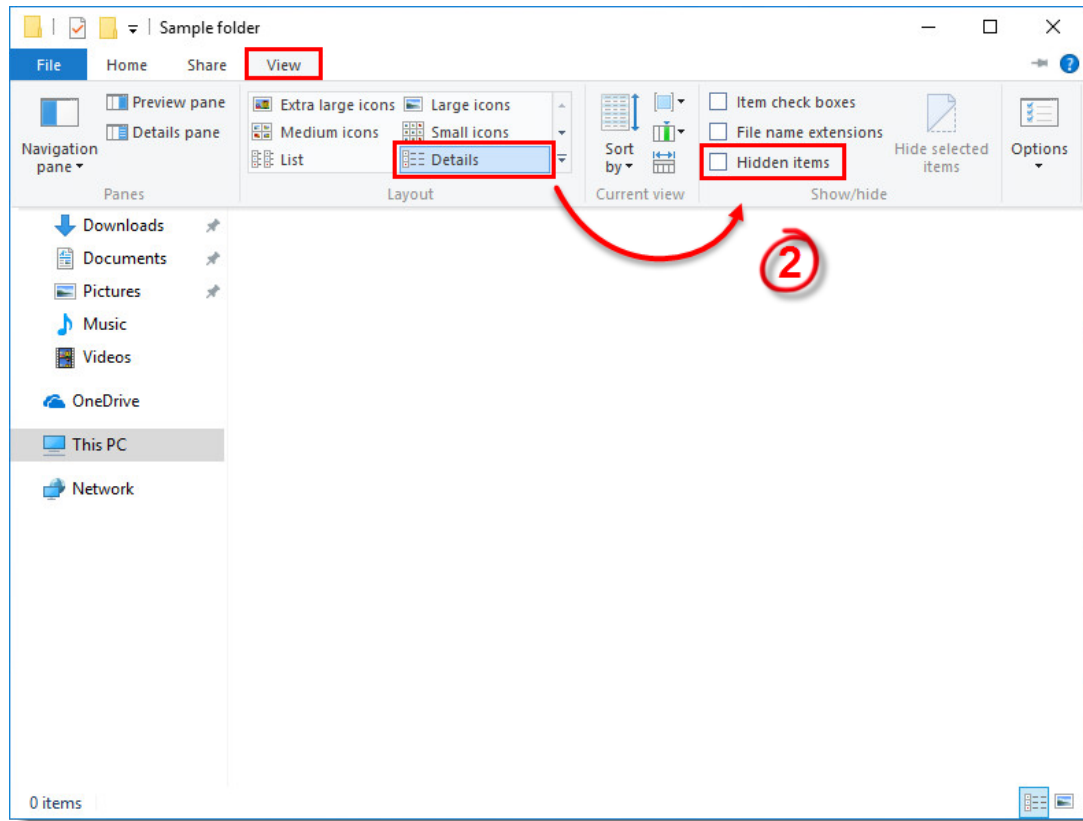 Sample folder
File Home Share View ?
Navigation pane
Preview pane
Details pane
Panes
Extra large icons Large icons
Medium icons Small icons
List Details
Layout
Sort by
Current view
Item check boxes
File name extensions
Hidden items
Hide selected items
Show/hide
Options
2
Downloads
Documents
Pictures
Music
Videos
OneDrive
This PC
Network
0 items